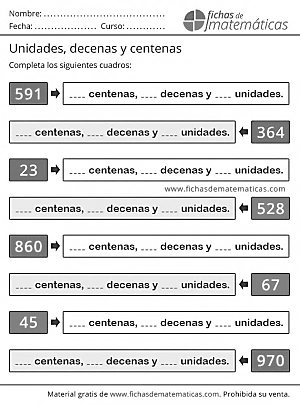 Nombre:................................ fichas de
Fecha:................... Curso:............. matemáticas
Unidades, decenas y centenas
Completa los siguientes cuadros:
591 ____ centenas, ____ decenas y ____ unidades.
____ centenas, ____ decenas y ____ unidades. 364
23 ____ centenas, ____ decenas y ____ unidades.
www.fichasdematematicas.com
____ centenas, ____ decenas y ____ unidades. 528
860 ____ centenas, ____ decenas y ____ unidades.
____ centenas, ____ decenas y ____ unidades. 67
45 ____ centenas, ____ decenas y ____ unidades.
____ centenas, ____ decenas y ____ unidades. 970
Material gratis de www.fichasdematematicas.com. Prohibida su venta.